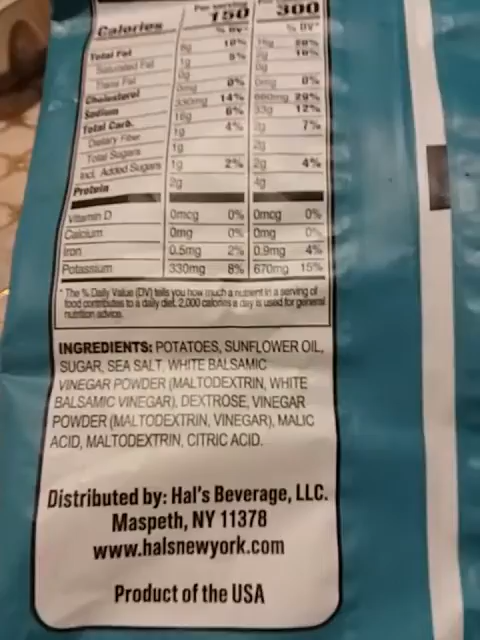 Per serving
Calories 150 300
% DV* % DV*
Total Fat 8g 10% 16g 20%
Saturated Fat 1g 5% 2g 10%
Trans Fat 0g 0g
Cholesterol 0mg 0% 0mg 0%
Sodium 330mg 14% 660mg 29%
Total Carb. 16g 6% 33g 12%
Dietary Fiber 1g 4% 2g 7%
Total Sugars 1g 2g
Incl. Added Sugars 1g 2% 2g 4%
Protein 2g 4g
Vitamin D 0mcg 0% 0mcg 0%
Calcium 0mg 0% 0mg 0%
Iron 0.5mg 2% 0.9mg 4%
Potassium 330mg 8% 670mg 15%
* The % Daily Value (DV) tells you how much a nutrient in a serving of
food contributes to a daily diet. 2,000 calories a day is used for general
nutrition advice.
INGREDIENTS: POTATOES, SUNFLOWER OIL,
SUGAR, SEA SALT, WHITE BALSAMIC
VINEGAR POWDER (MALTODEXTRIN, WHITE
BALSAMIC VINEGAR), DEXTROSE, VINEGAR
POWDER (MALTODEXTRIN, VINEGAR), MALIC
ACID, MALTODEXTRIN, CITRIC ACID.
Distributed by: Hal's Beverage, LLC.
Maspeth, NY 11378
www.halsnewyork.com
Product of the USA